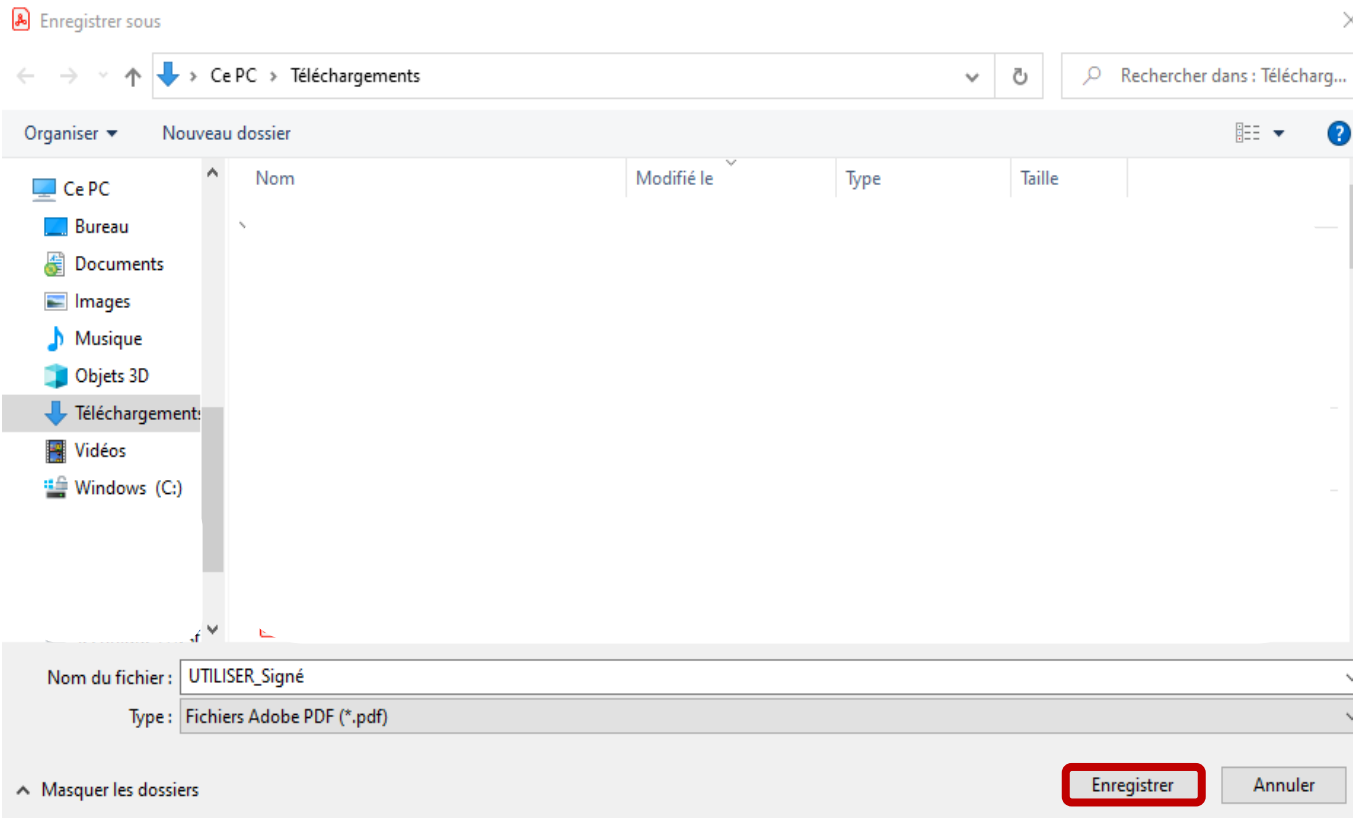 Enregistrer sous
Ce PC > Téléchargements
Rechercher dans : Télécharg...
Organiser
Nouveau dossier
Nom
Modifié le
Type
Taille
Ce PC
Bureau
Documents
Images
Musique
Objets 3D
Téléchargements
Vidéos
Windows (C:)
Nom du fichier :
UTILISER_Signé
Type :
Fichiers Adobe PDF (*.pdf)
Masquer les dossiers
Enregistrer
Annuler